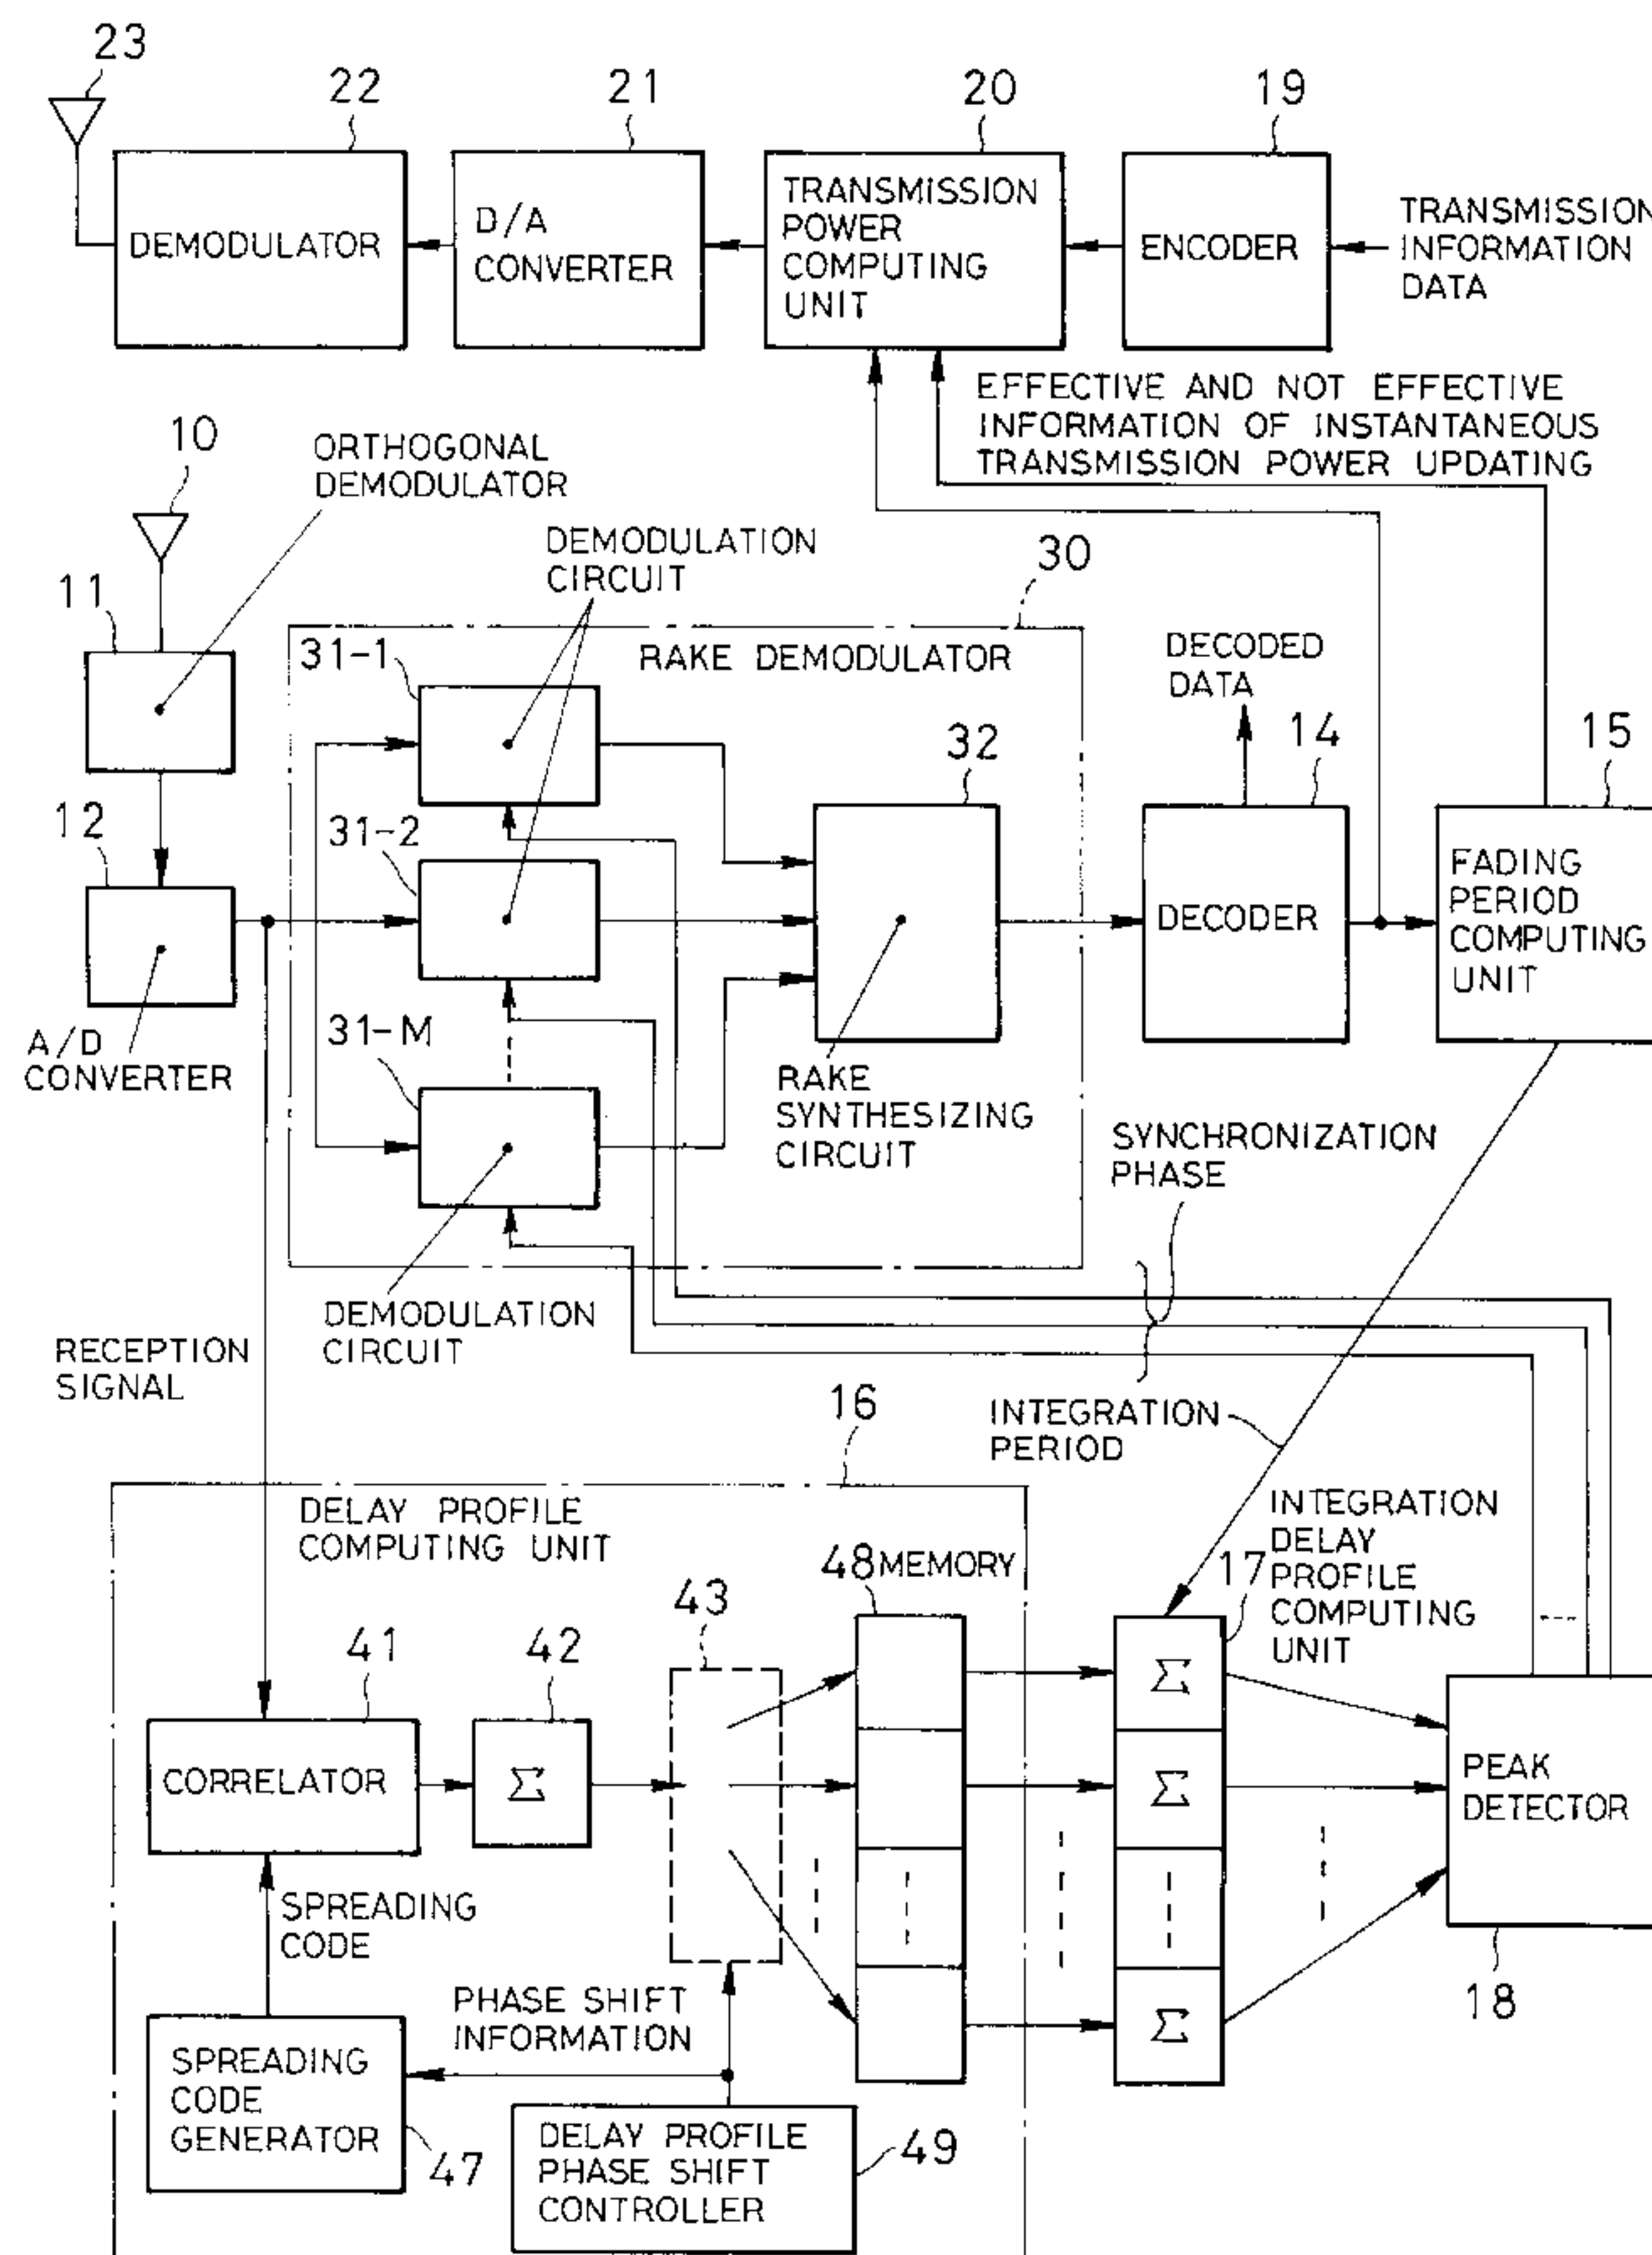 23
22
21
20
19
DEMODULATOR
D/A
CONVERTER
TRANSMISSION
POWER
COMPUTING
UNIT
ENCODER
TRANSMISSION
INFORMATION
DATA
EFFECTIVE AND NOT EFFECTIVE
INFORMATION OF INSTANTANEOUS
TRANSMISSION POWER UPDATING
10
ORTHOGONAL
DEMODULATOR
DEMODULATION
CIRCUIT
30
11
31-1
RAKE DEMODULATOR
DECODED
DATA
32
14
15
12
31-2
DECODER
FADING
PERIOD
COMPUTING
UNIT
A/D
CONVERTER
31-M
RAKE
SYNTHESIZING
CIRCUIT
SYNCHRONIZATION
PHASE
DEMODULATION
CIRCUIT
RECEPTION
SIGNAL
16
INTEGRATION
PERIOD
DELAY PROFILE
COMPUTING UNIT
INTEGRATION
DELAY
PROFILE
COMPUTING
UNIT
17
48 MEMORY
43
41
42
CORRELATOR
Σ
Σ
Σ
Σ
PEAK
DETECTOR
18
SPREADING
CODE
PHASE SHIFT
INFORMATION
SPREADING
CODE
GENERATOR
47
DELAY PROFILE
PHASE SHIFT
CONTROLLER
49